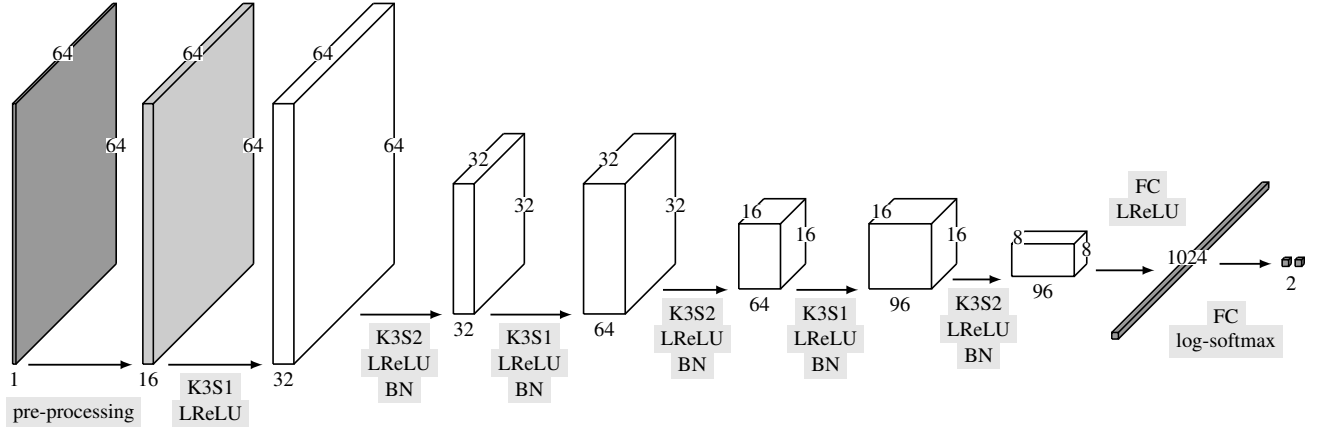 64
64
1
pre-processing
64
64
16
K3S1
LReLU
64
64
32
K3S2
LReLU
BN
32
32
32
K3S1
LReLU
BN
32
32
64
K3S2
LReLU
BN
16
16
64
K3S1
LReLU
BN
16
16
96
K3S2
LReLU
BN
8
8
96
FC
LReLU
1024
FC
log-softmax
2